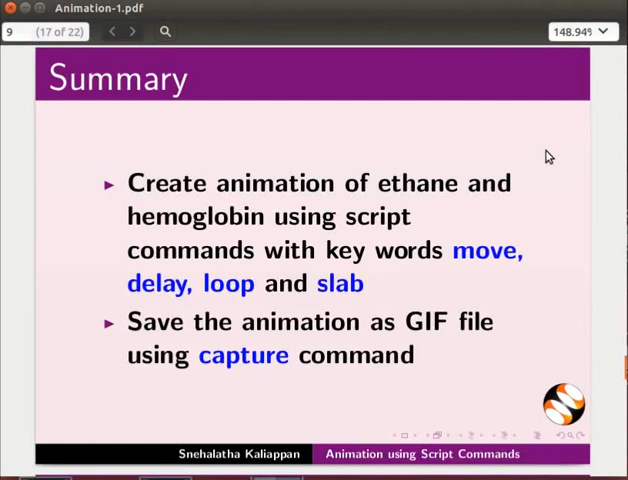 Animation-1.pdf
9 (17 of 22) 148.94%
Summary
Create animation of ethane and
hemoglobin using script
commands with key words move,
delay, loop and slab
Save the animation as GIF file
using capture command
Snehalatha Kaliappan Animation using Script Commands